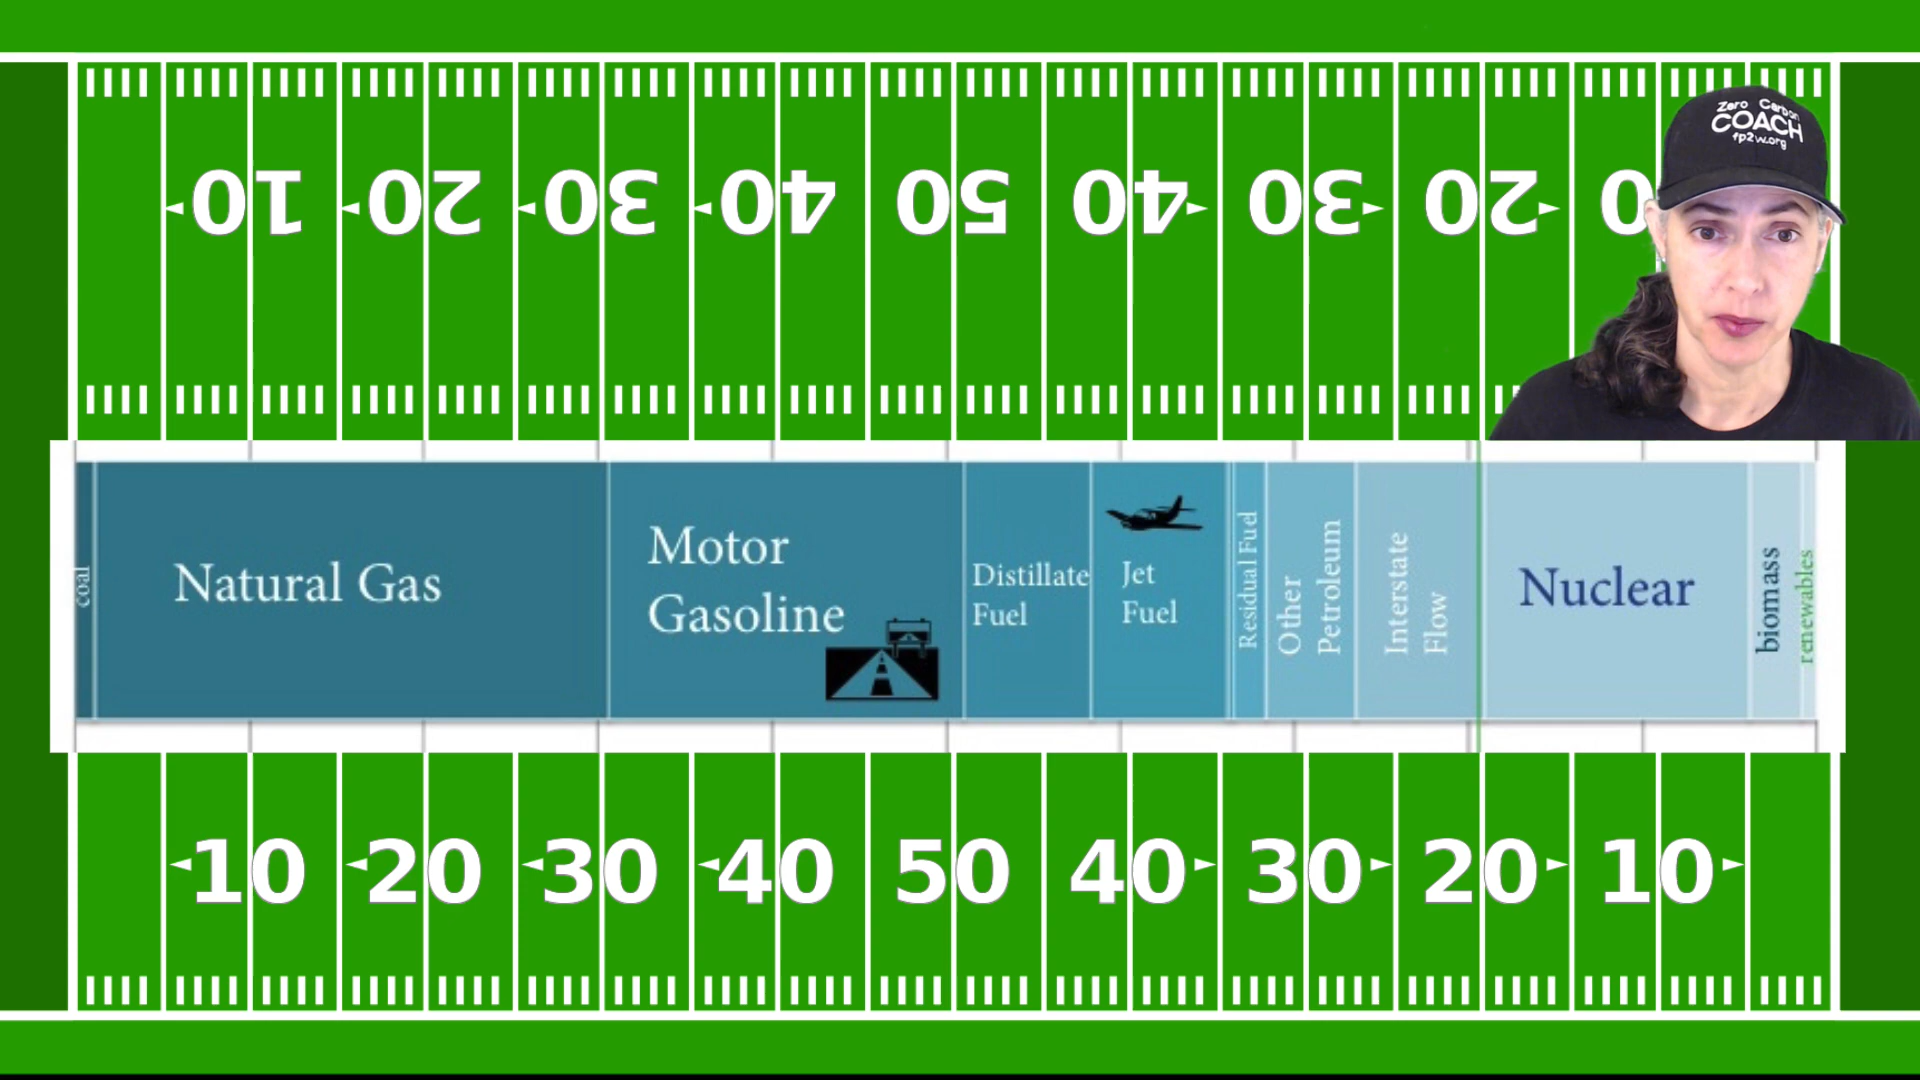 10 20 30 40 50 40 30 20 0
Zero Carbon
COACH
fp2w.org
coal
Natural Gas
Motor
Gasoline
Distillate
Fuel
Jet
Fuel
Residual Fuel
Other
Petroleum
Interstate
Flow
Nuclear
biomass
renewables
10 20 30 40 50 40 30 20 10